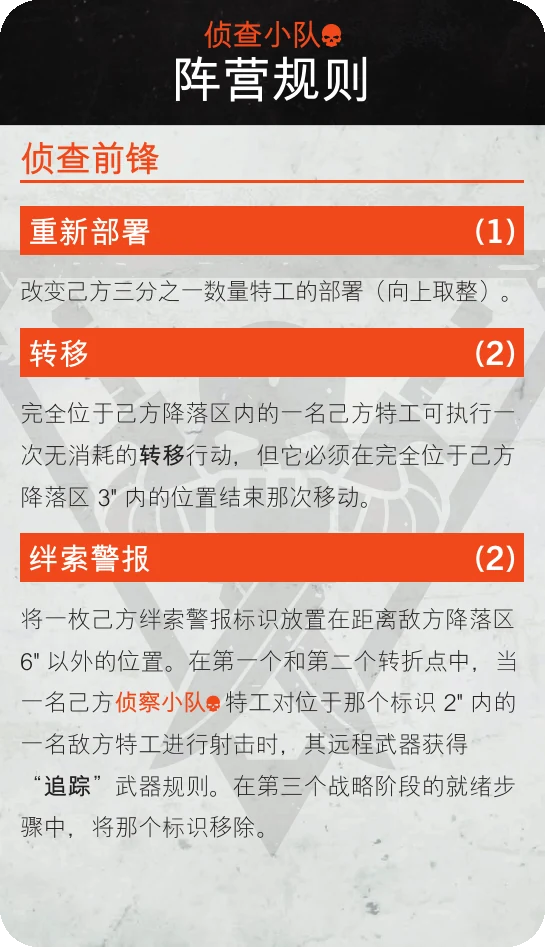 侦查小队
阵营规则
侦查前锋
重新部署 (1)
改变己方三分之一数量特工的部署（向上取整）。
转移 (2)
完全位于己方降落区内的一名己方特工可执行一
次无消耗的转移行动，但它必须在完全位于己方
降落区 3" 内的位置结束那次移动。
绊索警报 (2)
将一枚己方绊索警报标识放置在距离敌方降落区
6" 以外的位置。在第一个和第二个转折点中，当
一名己方侦察小队特工对位于那个标识 2" 内的
一名敌方特工进行射击时，其远程武器获得
“追踪”武器规则。在第三个战略阶段的就绪步
骤中，将那个标识移除。